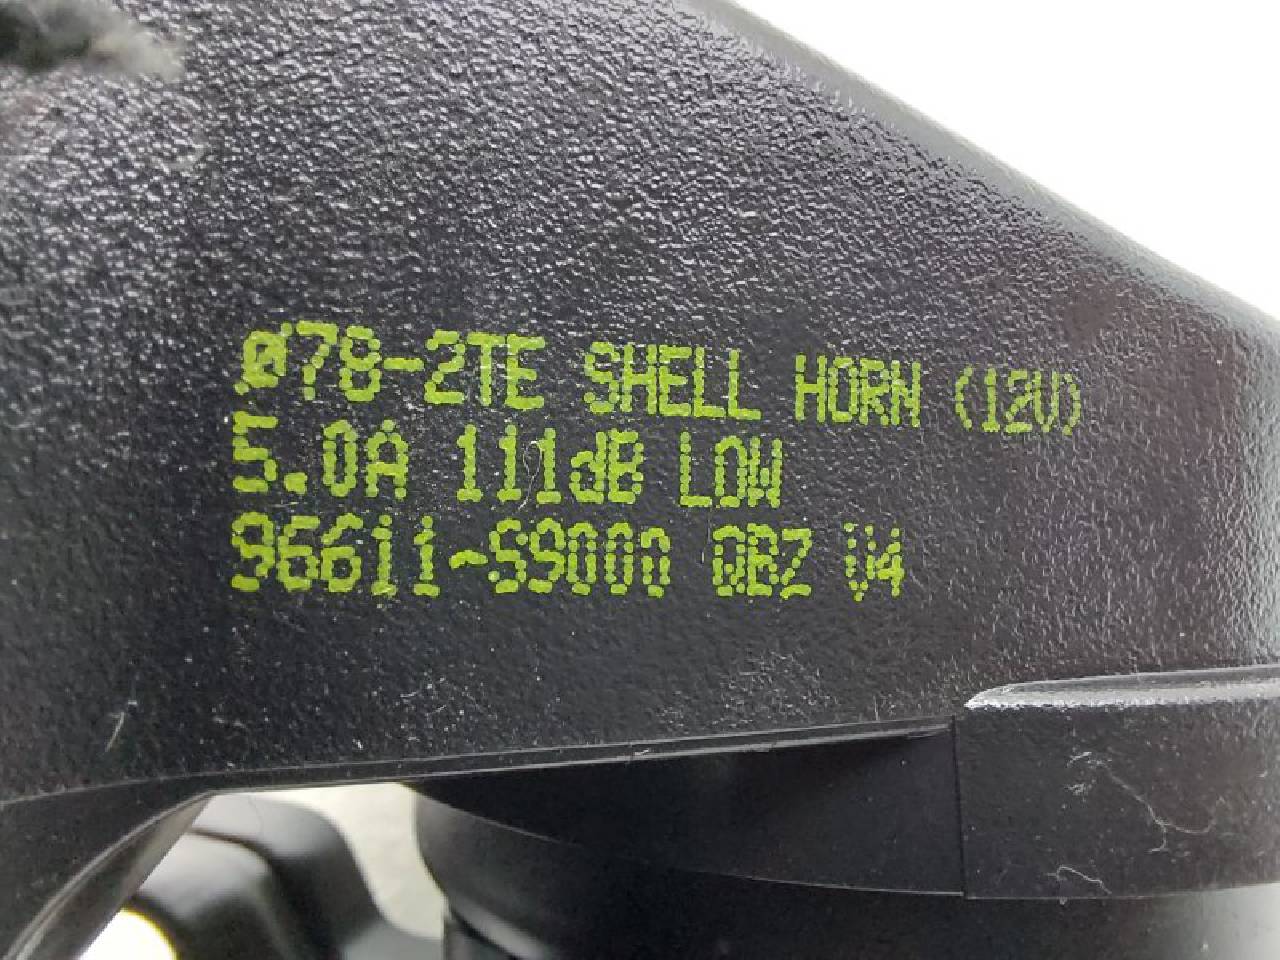 Ø78-2TE SHELL HORN (12V)
5.0A 111dB LOW
96611-S9000 QBZ V4